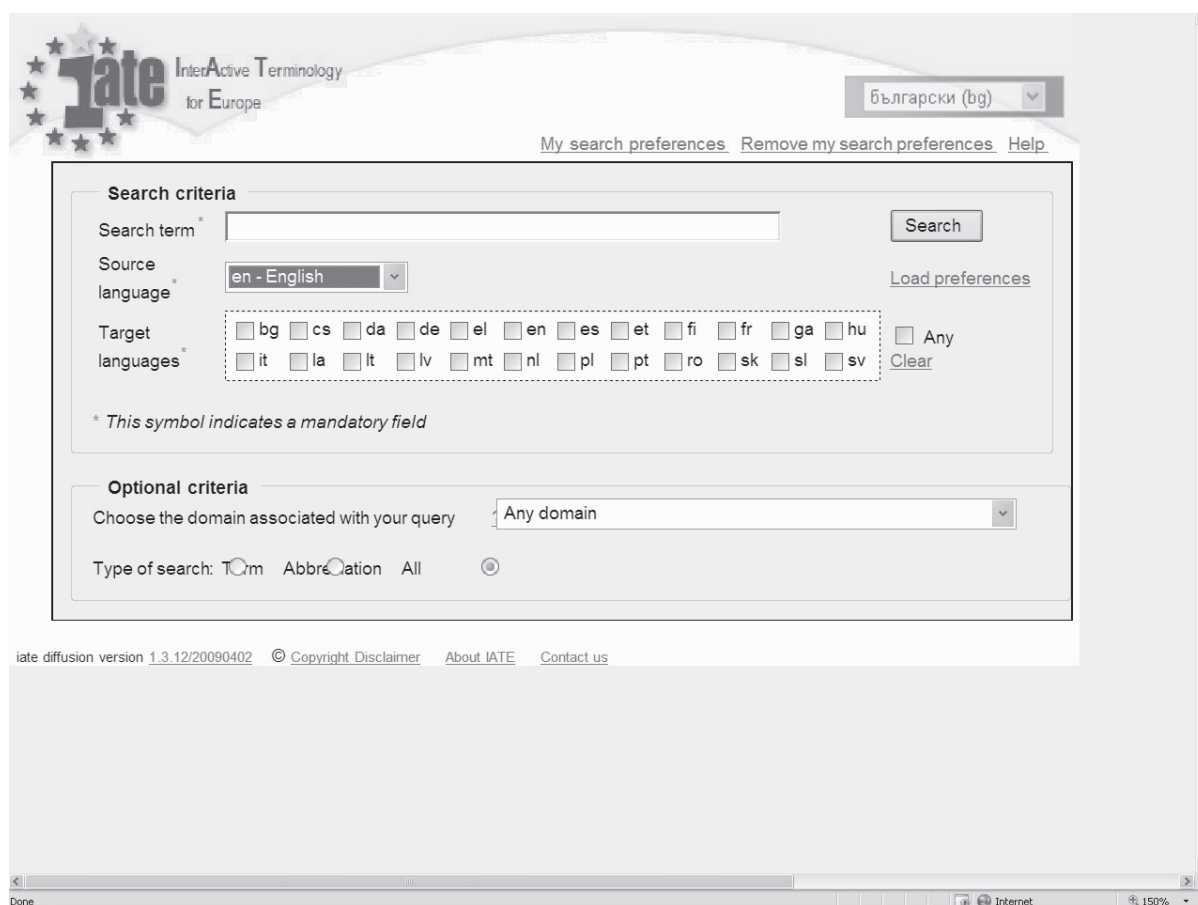 iate InterActive Terminology
for Europe
български (bg)
My search preferences Remove my search preferences Help
Search criteria
Search term * Search
Source
language * en - English Load preferences
Target
languages * bg cs da de el en es et fi fr ga hu Any
it la lt lv mt nl pl pt ro sk sl sv Clear
* This symbol indicates a mandatory field
Optional criteria
Choose the domain associated with your query Any domain
Type of search: Term Abbreviation All
iate diffusion version 1.3.12/20090402 © Copyright Disclaimer About IATE Contact us
Done Internet 150%